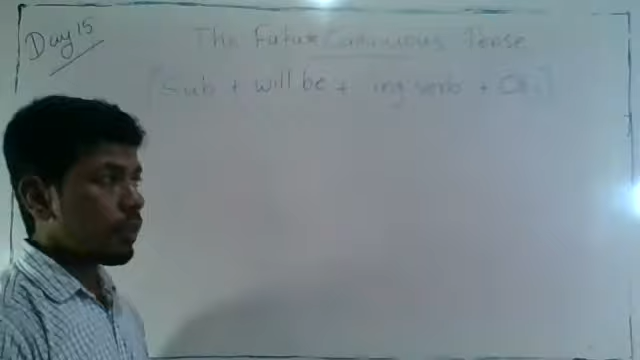 Day 15
The Future Continuous Tense
[Sub + will be + ing verb + Obj]